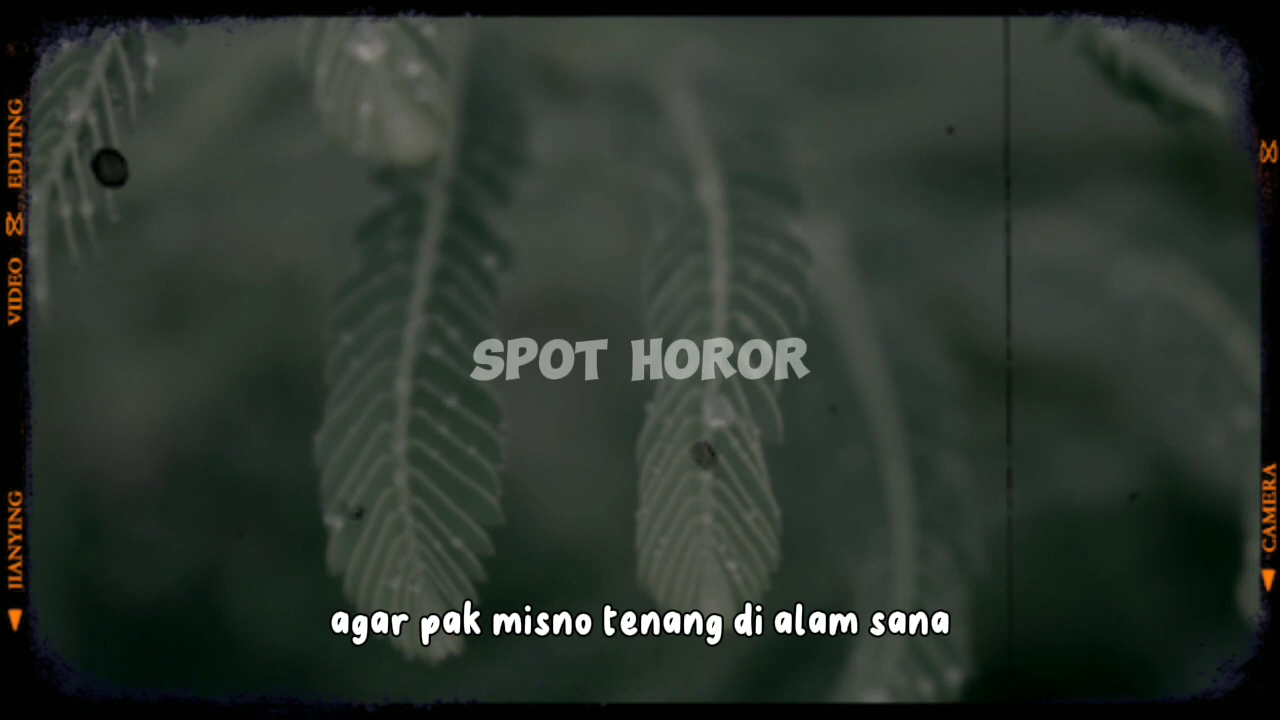 EDITING
VIDEO
JIANYING
SPOT HOROR
agar pak misno tenang di alam sana
CAMERA